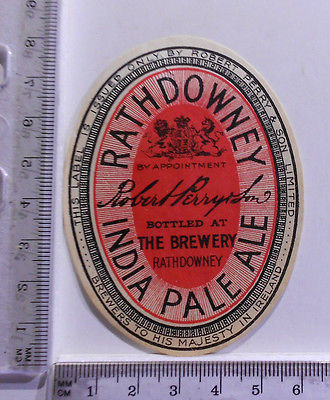 ... THIS LABEL IS ISSUED ONLY BY ROBERT PERRY & SON LIMITED ...
RATHDOWNEY
BY APPOINTMENT
Robert Perry & Son
BOTTLED AT
THE BREWERY
RATHDOWNEY
INDIA PALE ALE
BREWERS TO HIS MAJESTY IN IRELAND
MM
CM
1 2 3 4 5 6